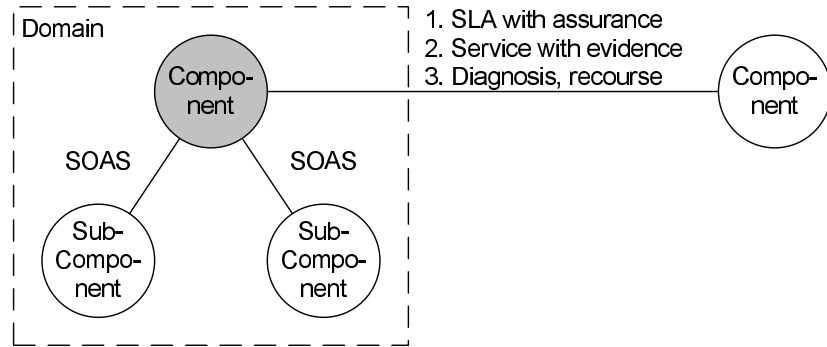 Domain
1. SLA with assurance
2. Service with evidence
3. Diagnosis, recourse
Compo-
nent
Compo-
nent
SOAS
SOAS
Sub-
Compo-
nent
Sub-
Compo-
nent